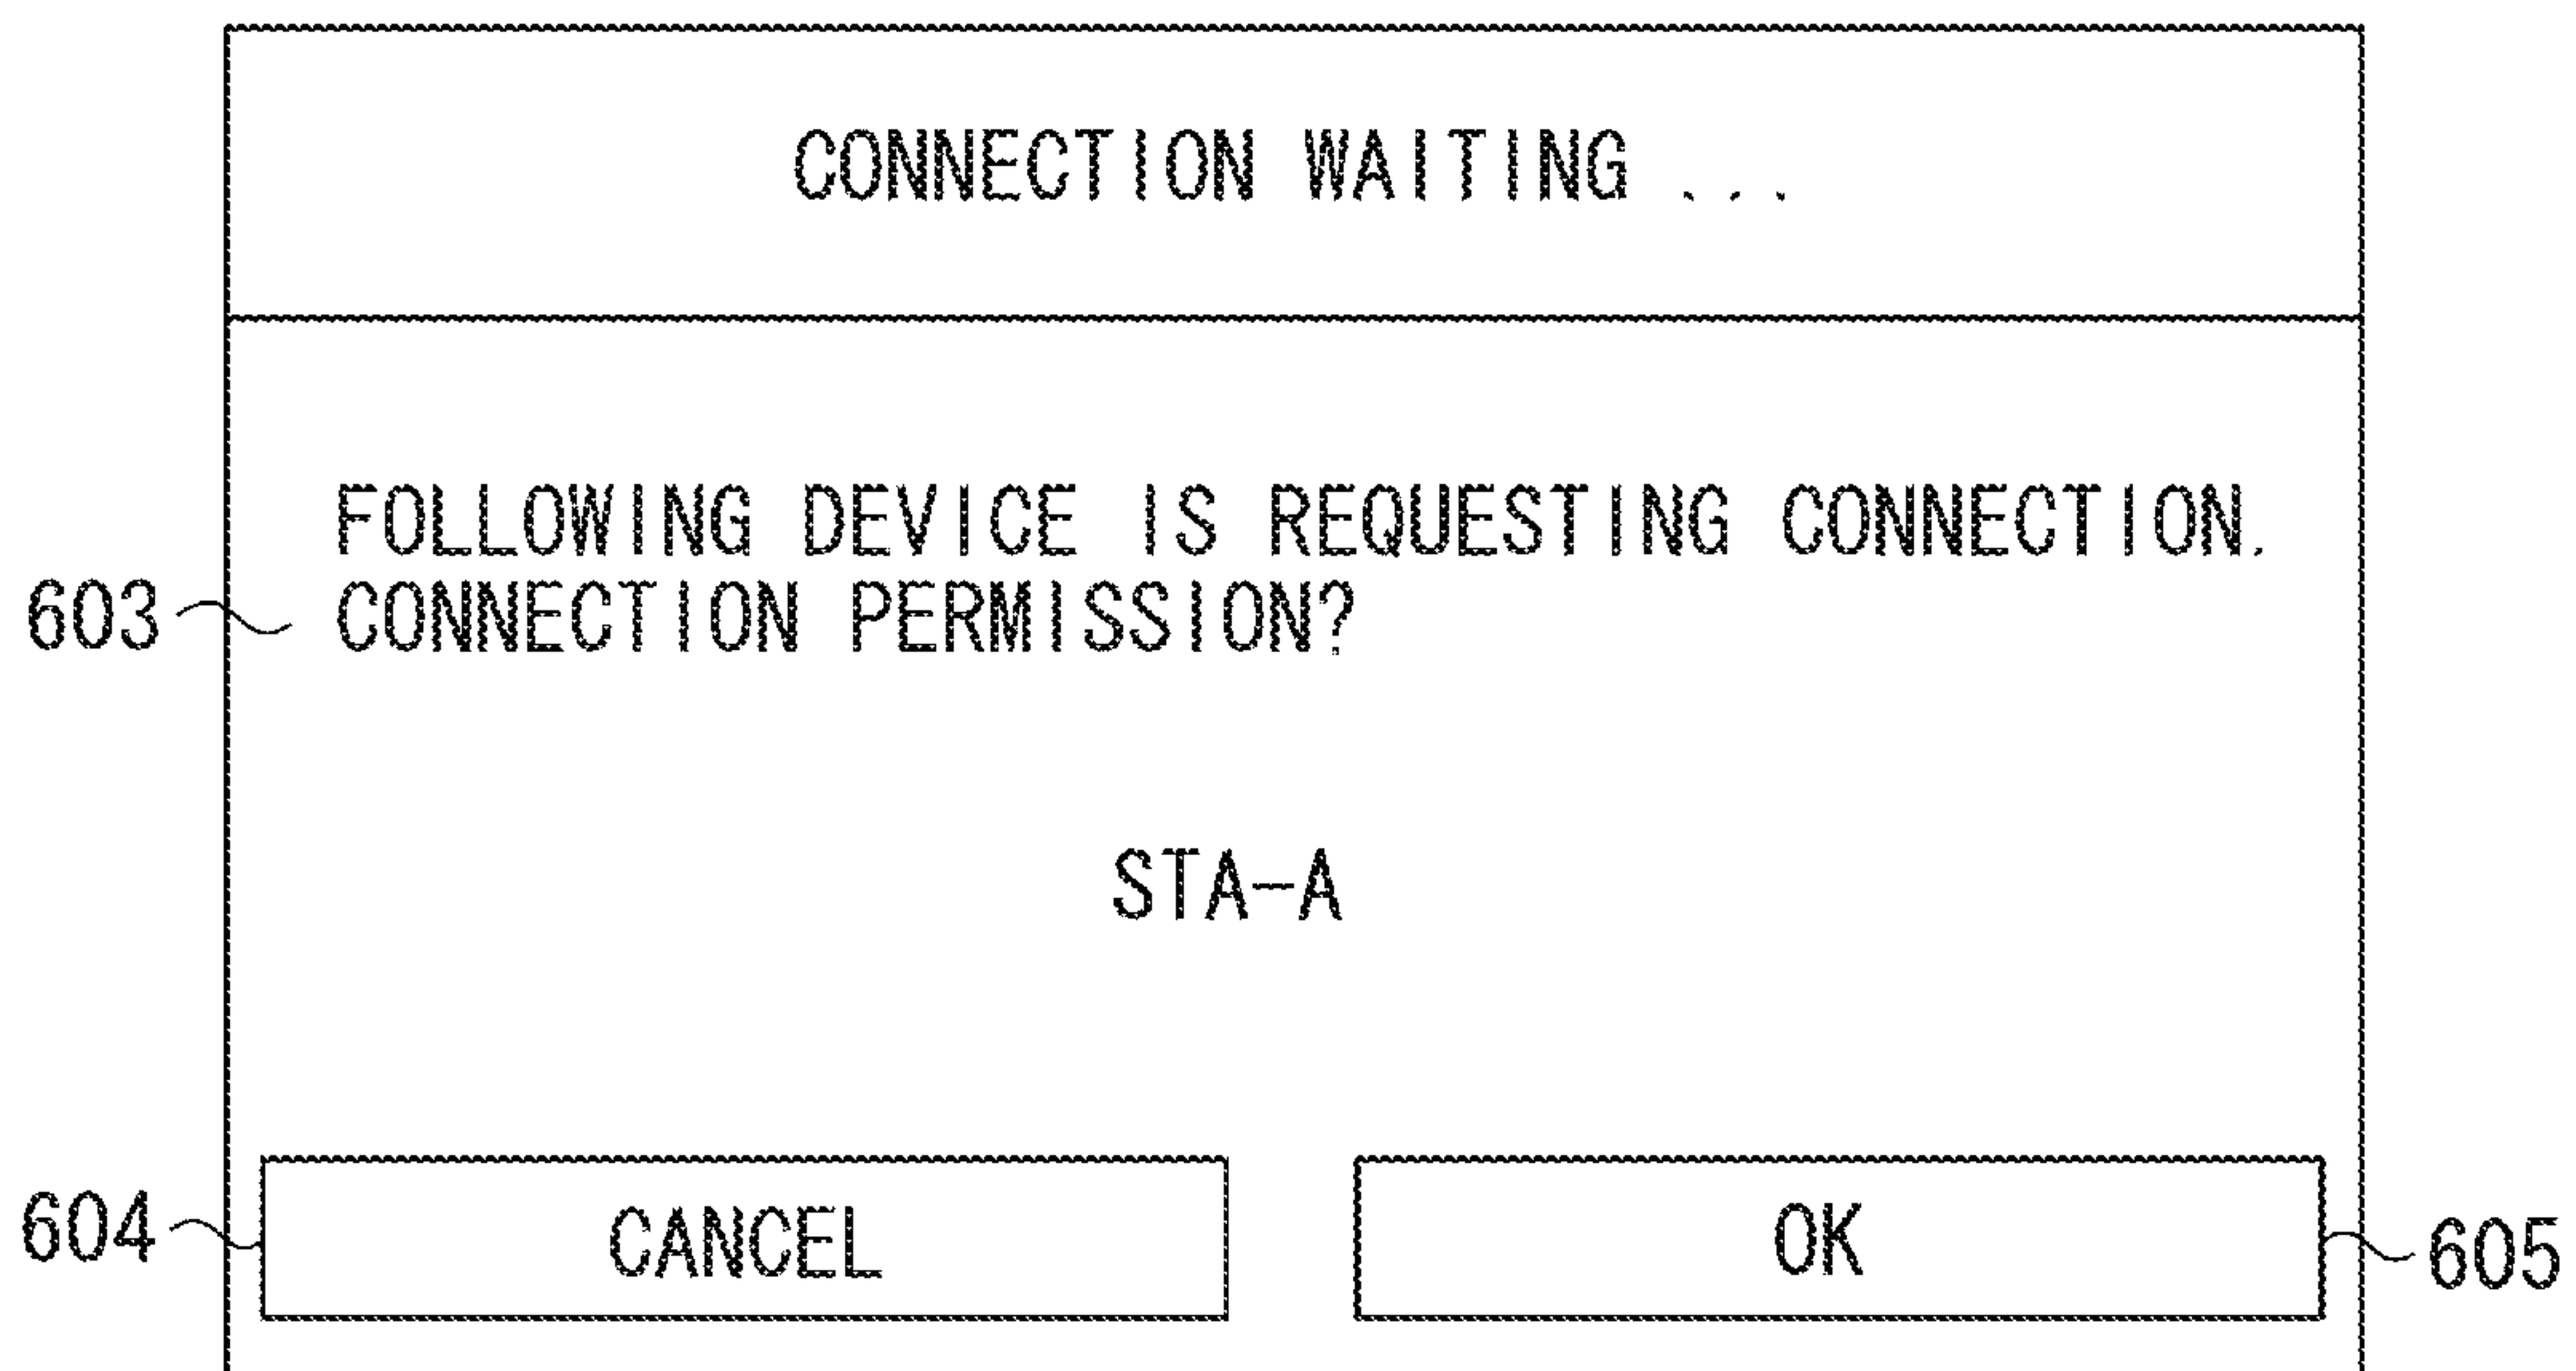 CONNECTION WAITING ...
FOLLOWING DEVICE IS REQUESTING CONNECTION.
603 CONNECTION PERMISSION?
STA-A
604 CANCEL OK 605